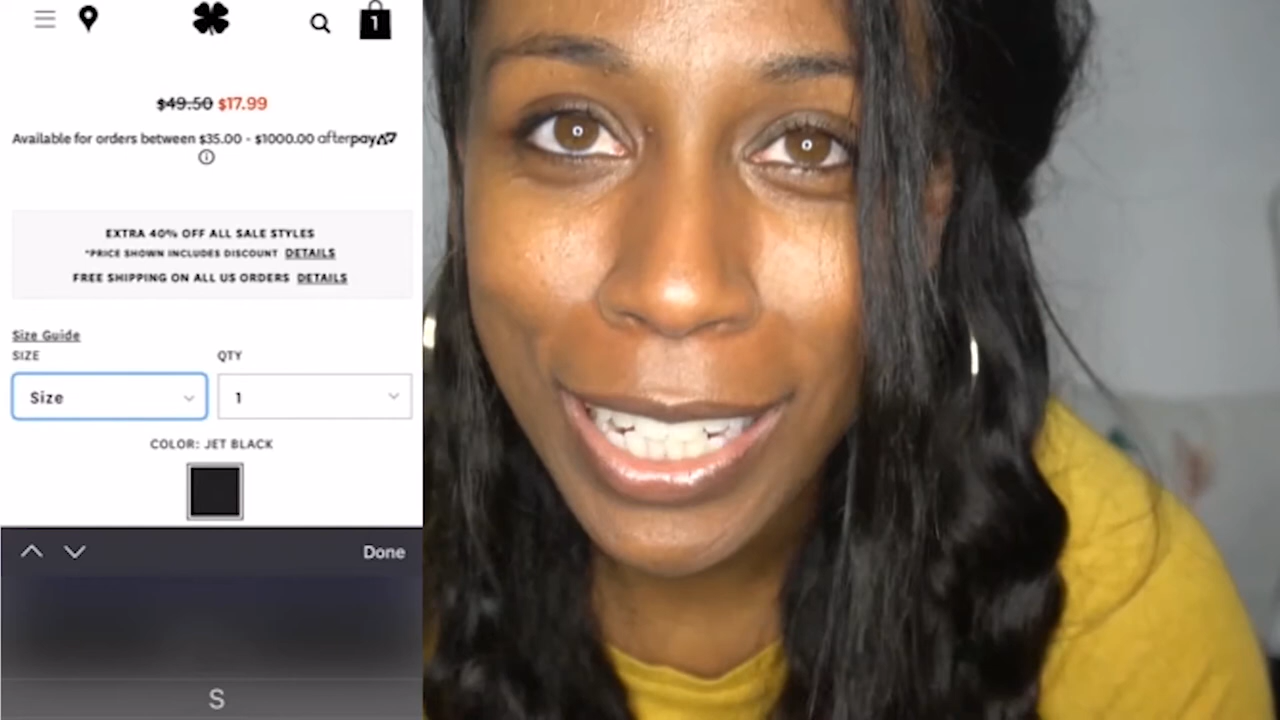 1
$49.50 $17.99
Available for orders between $35.00 - $1000.00 afterpay
EXTRA 40% OFF ALL SALE STYLES
*PRICE SHOWN INCLUDES DISCOUNT DETAILS
FREE SHIPPING ON ALL US ORDERS DETAILS
Size Guide
SIZE QTY
Size 1
COLOR: JET BLACK
Done
S